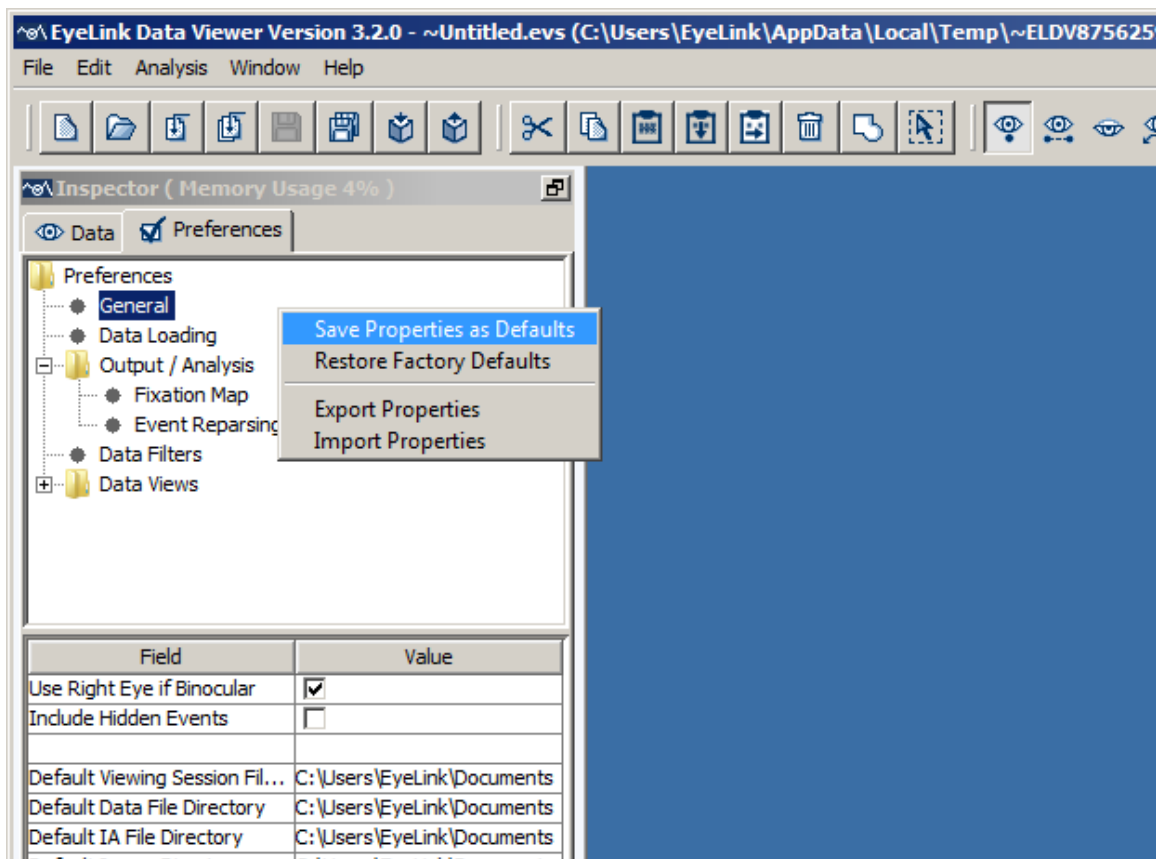 EyeLink Data Viewer Version 3.2.0 - ~Untitled.evs (C:\Users\EyeLink\AppData\Local\Temp\~ELDV875625
File Edit Analysis Window Help
Inspector ( Memory Usage 4% )
Data Preferences
Preferences
General
Save Properties as Defaults
Data Loading
Restore Factory Defaults
Output / Analysis
Fixation Map
Export Properties
Event Reparsing
Import Properties
Data Filters
Data Views
Field Value
Use Right Eye if Binocular
Include Hidden Events
Default Viewing Session Fil... C:\Users\EyeLink\Documents
Default Data File Directory C:\Users\EyeLink\Documents
Default IA File Directory C:\Users\EyeLink\Documents